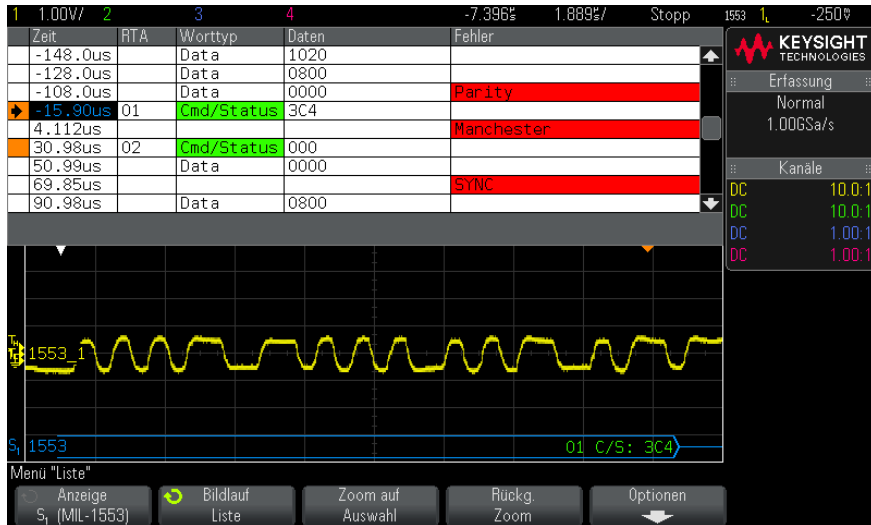 1 1.00V/ 2 3 4 -7.396µs 1.889µs/ Stopp 1553 1 L -250V
Zeit RTA Worttyp Daten Fehler
-148.0us Data 1020
-128.0us Data 0800
-108.0us Data 0000 Parity
-15.90us 01 Cmd/Status 3C4
4.112us Manchester
30.98us 02 Cmd/Status 000
50.99us Data 0000
69.85us SYNC
90.98us Data 0800
KEYSIGHT
TECHNOLOGIES
Erfassung
Normal
1.00GSa/s
Kanäle
DC 10.0:1
DC 10.0:1
DC 1.00:1
DC 1.00:1
1553_1
S1 1553 01 C/S: 3C4
Menü "Liste"
Anzeige
S1 (MIL-1553)
Bildlauf
Liste
Zoom auf
Auswahl
Rückg.
Zoom
Optionen